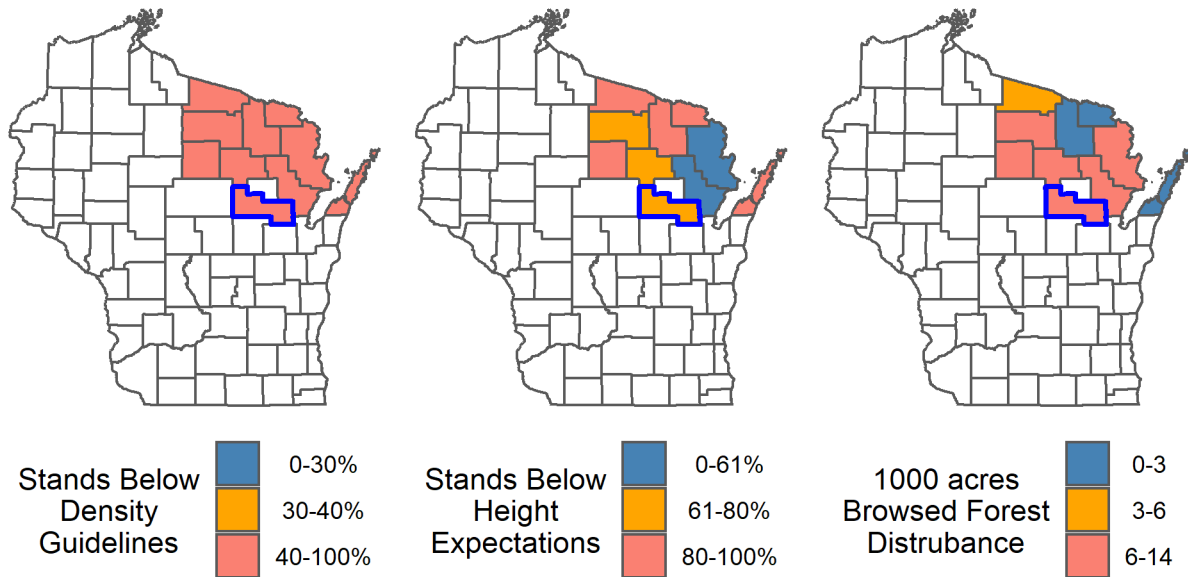 Stands Below
Density
Guidelines
0-30%
30-40%
40-100%
Stands Below
Height
Expectations
0-61%
61-80%
80-100%
1000 acres
Browsed Forest
Distrubance
0-3
3-6
6-14